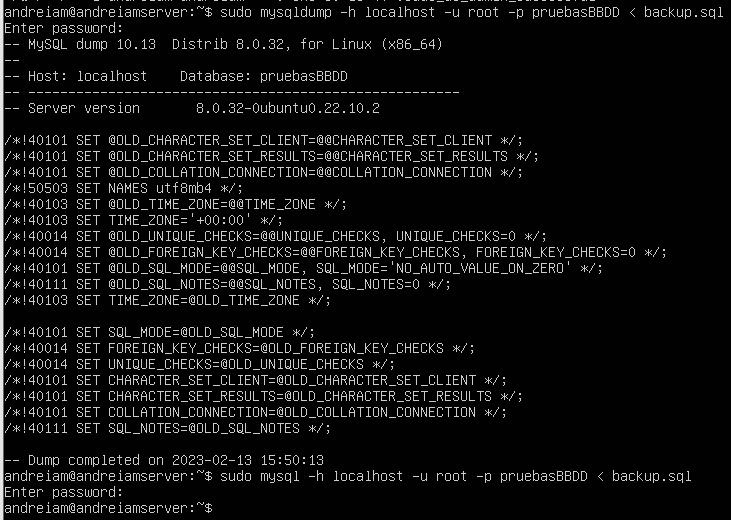 andreiam@andreiamserver:~$ sudo mysqldump -h localhost -u root -p pruebasBBDD < backup.sql
Enter password:
-- MySQL dump 10.13  Distrib 8.0.32, for Linux (x86_64)
--
-- Host: localhost    Database: pruebasBBDD
-- ------------------------------------------------------
-- Server version       8.0.32-0ubuntu0.22.10.2

/*!40101 SET @OLD_CHARACTER_SET_CLIENT=@@CHARACTER_SET_CLIENT */;
/*!40101 SET @OLD_CHARACTER_SET_RESULTS=@@CHARACTER_SET_RESULTS */;
/*!40101 SET @OLD_COLLATION_CONNECTION=@@COLLATION_CONNECTION */;
/*!50503 SET NAMES utf8mb4 */;
/*!40103 SET @OLD_TIME_ZONE=@@TIME_ZONE */;
/*!40103 SET TIME_ZONE='+00:00' */;
/*!40014 SET @OLD_UNIQUE_CHECKS=@@UNIQUE_CHECKS, UNIQUE_CHECKS=0 */;
/*!40014 SET @OLD_FOREIGN_KEY_CHECKS=@@FOREIGN_KEY_CHECKS, FOREIGN_KEY_CHECKS=0 */;
/*!40101 SET @OLD_SQL_MODE=@@SQL_MODE, SQL_MODE='NO_AUTO_VALUE_ON_ZERO' */;
/*!40111 SET @OLD_SQL_NOTES=@@SQL_NOTES, SQL_NOTES=0 */;
/*!40103 SET TIME_ZONE=@OLD_TIME_ZONE */;

/*!40101 SET SQL_MODE=@OLD_SQL_MODE */;
/*!40014 SET FOREIGN_KEY_CHECKS=@OLD_FOREIGN_KEY_CHECKS */;
/*!40014 SET UNIQUE_CHECKS=@OLD_UNIQUE_CHECKS */;
/*!40101 SET CHARACTER_SET_CLIENT=@OLD_CHARACTER_SET_CLIENT */;
/*!40101 SET CHARACTER_SET_RESULTS=@OLD_CHARACTER_SET_RESULTS */;
/*!40101 SET COLLATION_CONNECTION=@OLD_COLLATION_CONNECTION */;
/*!40111 SET SQL_NOTES=@OLD_SQL_NOTES */;

-- Dump completed on 2023-02-13 15:50:13
andreiam@andreiamserver:~$ sudo mysql -h localhost -u root -p pruebasBBDD < backup.sql
Enter password:
andreiam@andreiamserver:~$